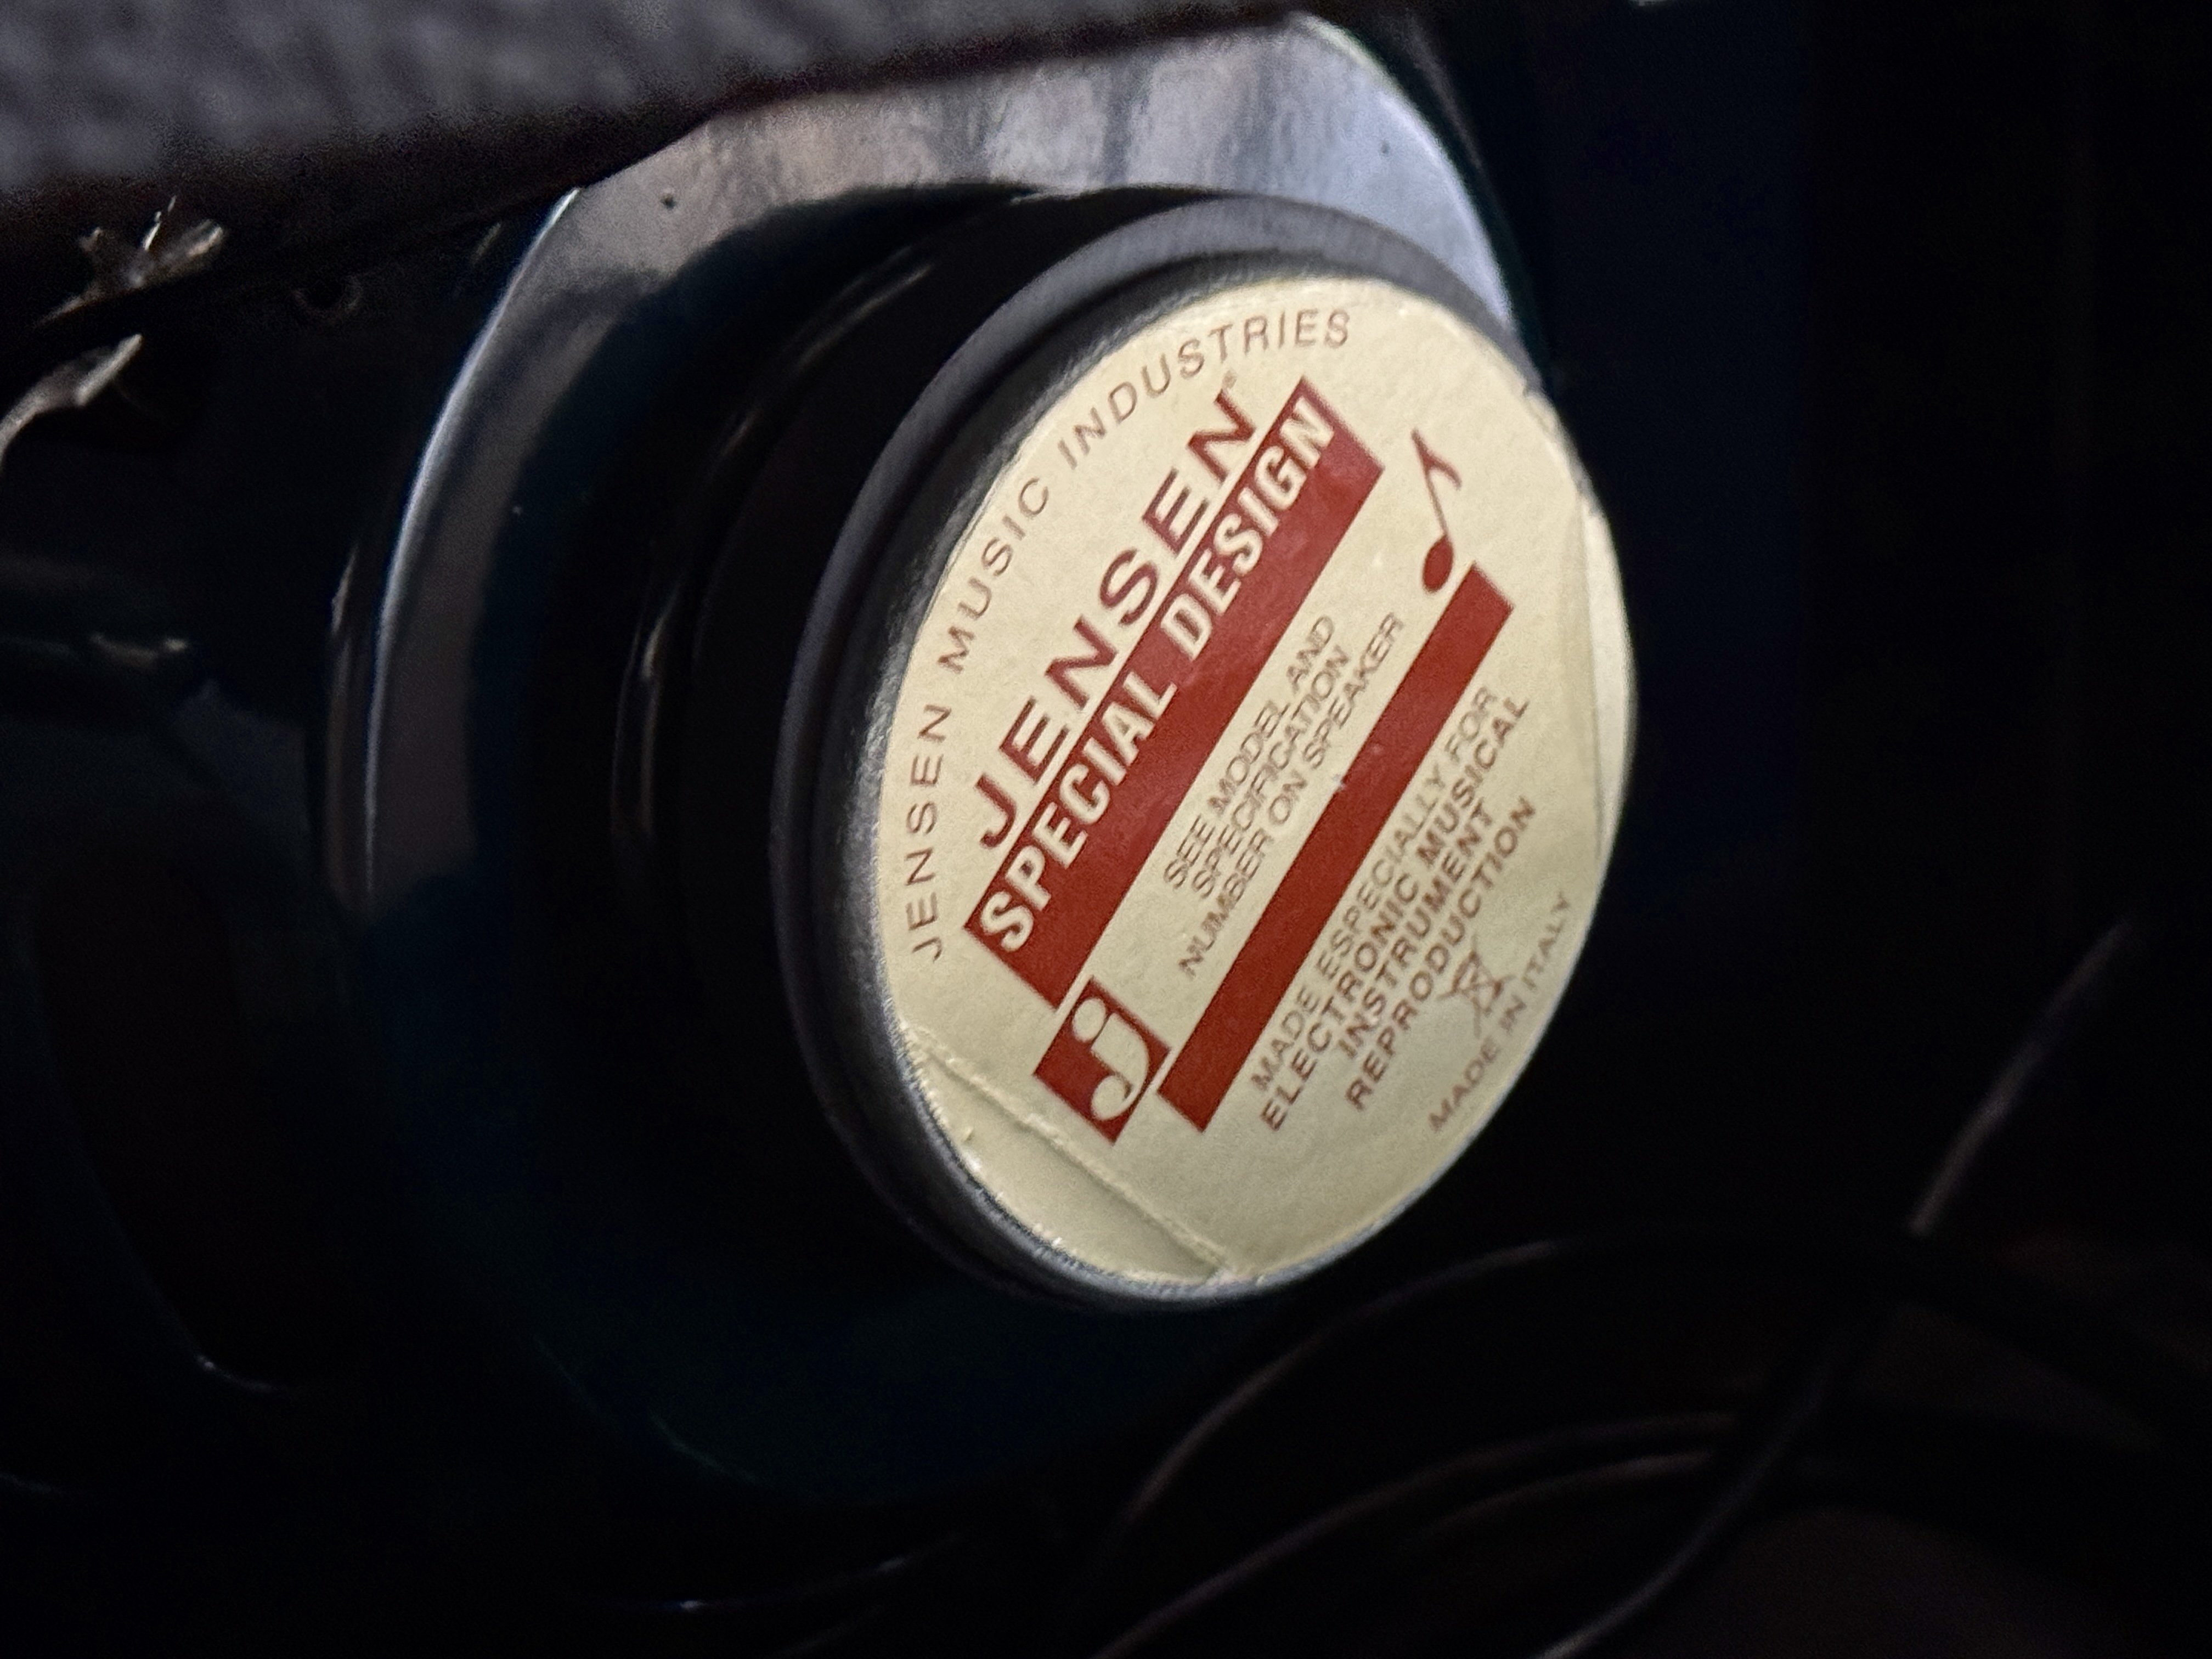 JENSEN MUSIC INDUSTRIES
JENSEN®
SPECIAL DESIGN
j
SEE MODEL AND
SPECIFICATION
NUMBER ON SPEAKER
MADE ESPECIALLY FOR
ELECTRONIC MUSICAL
INSTRUMENT
REPRODUCTION
MADE IN ITALY